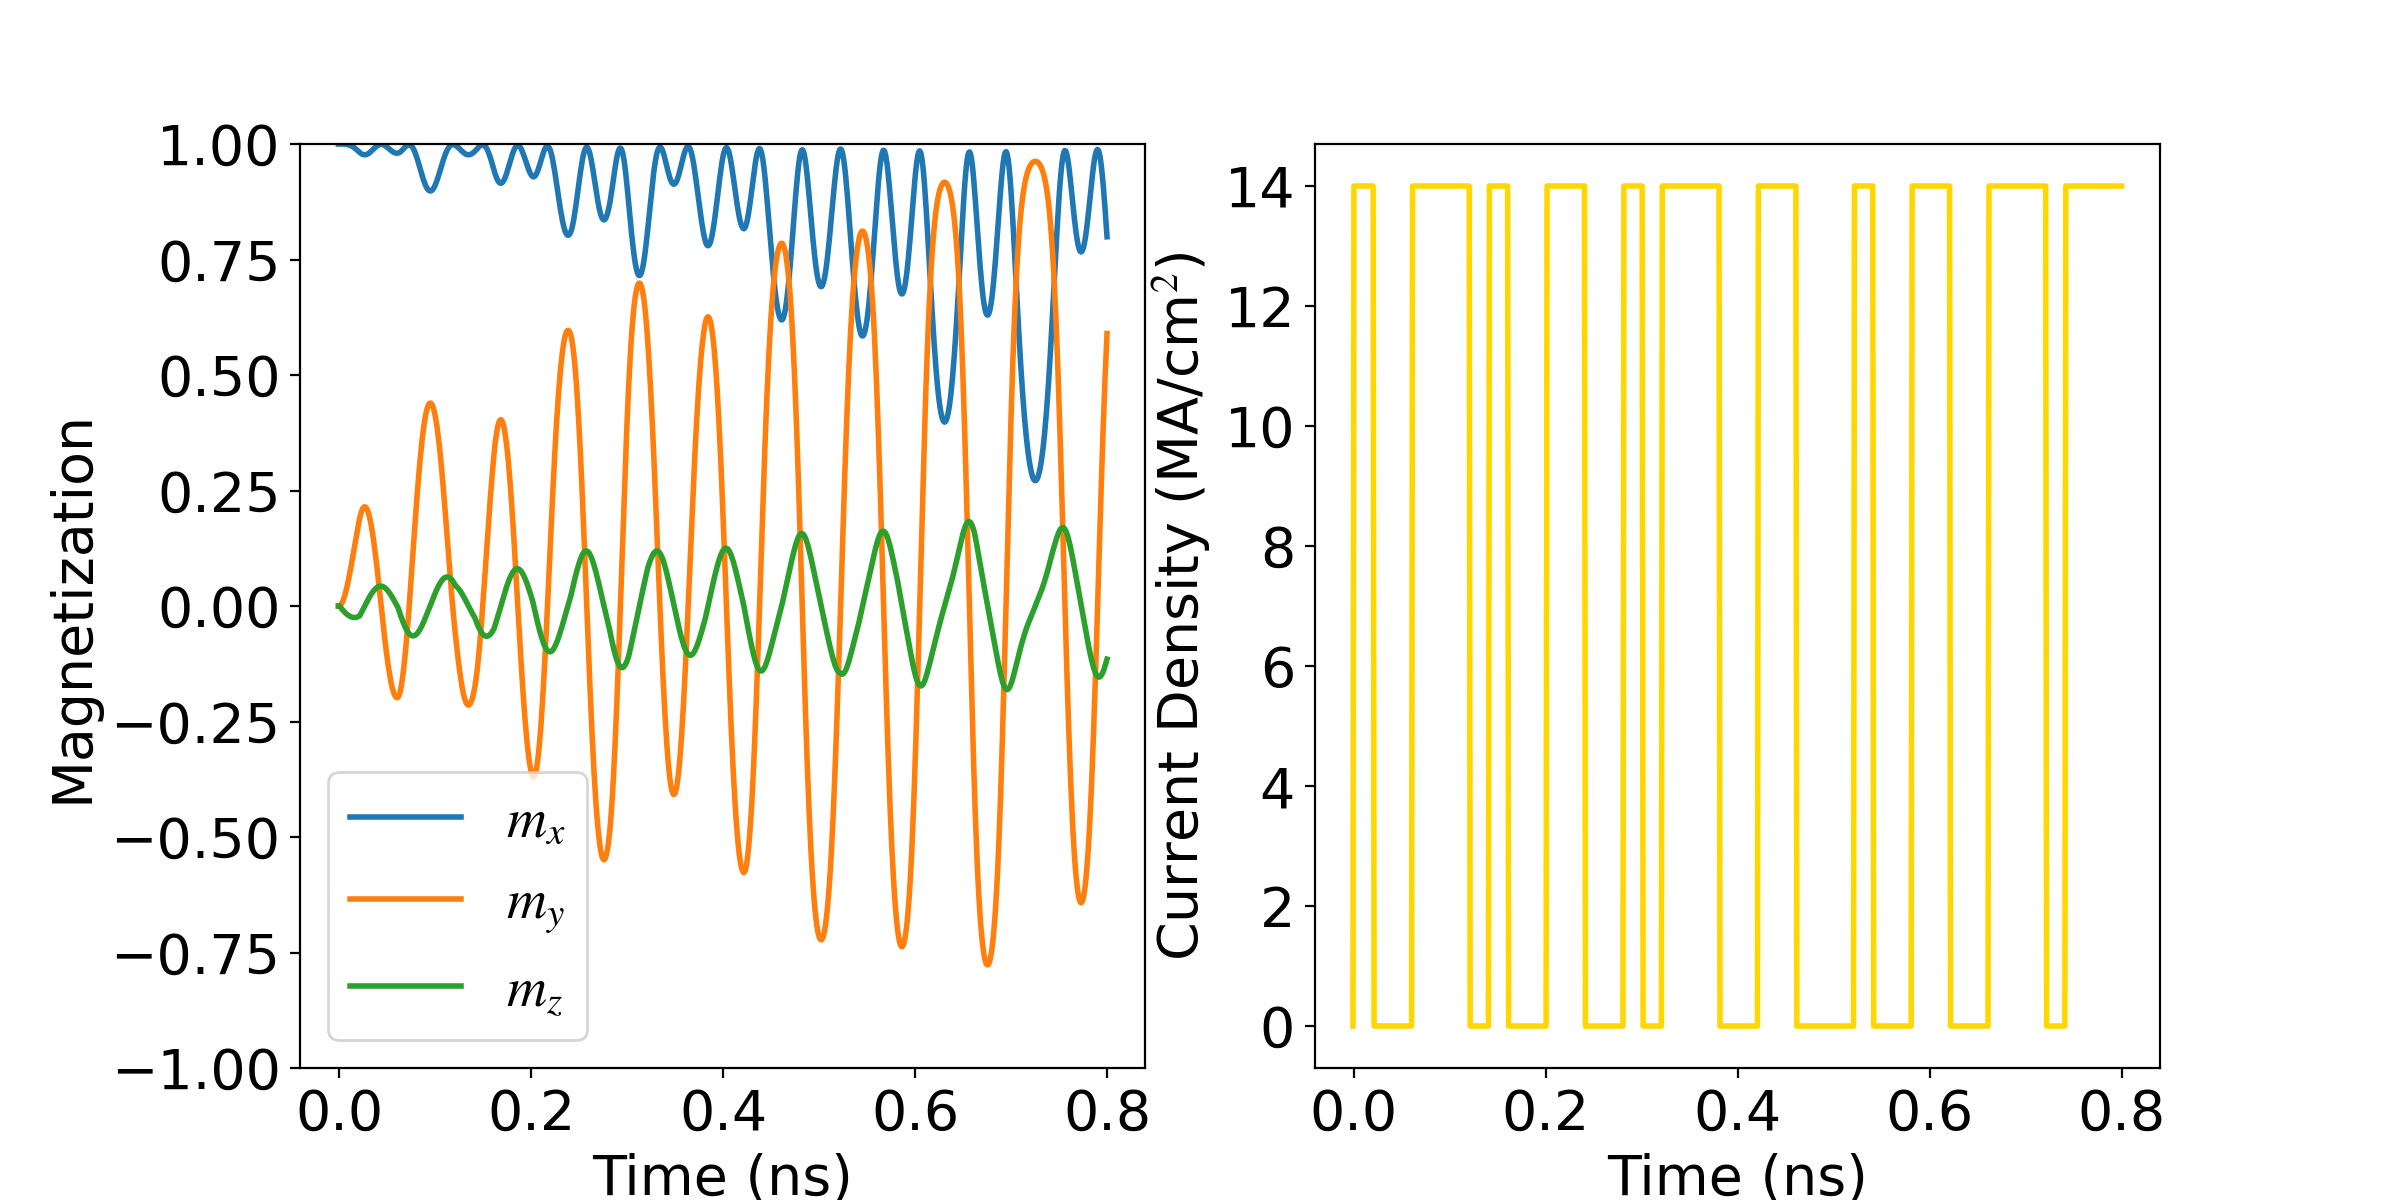 Magnetization
1.00
0.75
0.50
0.25
0.00
−0.25
−0.50
−0.75
−1.00
m_x
m_y
m_z
0.0 0.2 0.4 0.6 0.8
Time (ns)
Current Density (MA/cm²)
14
12
10
8
6
4
2
0
0.0 0.2 0.4 0.6 0.8
Time (ns)